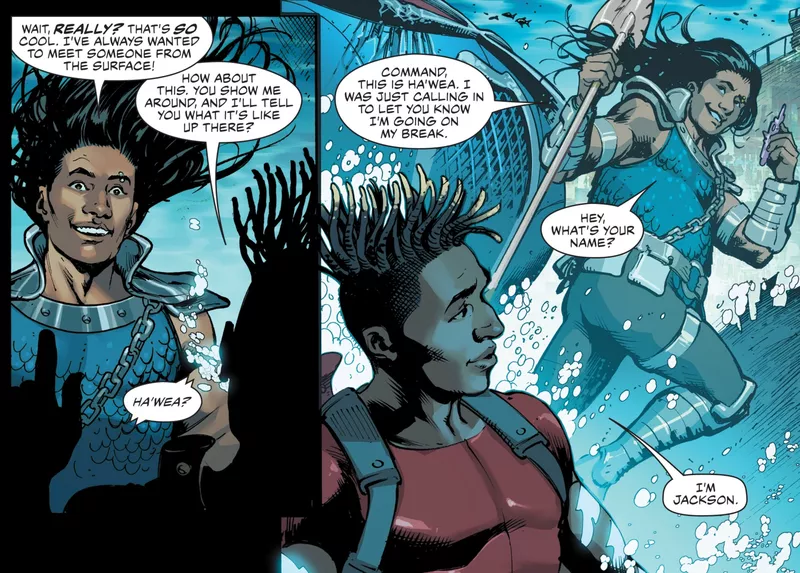 WAIT, REALLY? THAT'S SO
COOL. I'VE ALWAYS WANTED
TO MEET SOMEONE FROM
THE SURFACE!
HOW ABOUT
THIS. YOU SHOW ME
AROUND, AND I'LL TELL
YOU WHAT IT'S LIKE
UP THERE?
HA'WEA?
COMMAND,
THIS IS HA'WEA. I
WAS JUST CALLING IN
TO LET YOU KNOW
I'M GOING ON
MY BREAK.
HEY,
WHAT'S YOUR
NAME?
I'M
JACKSON.